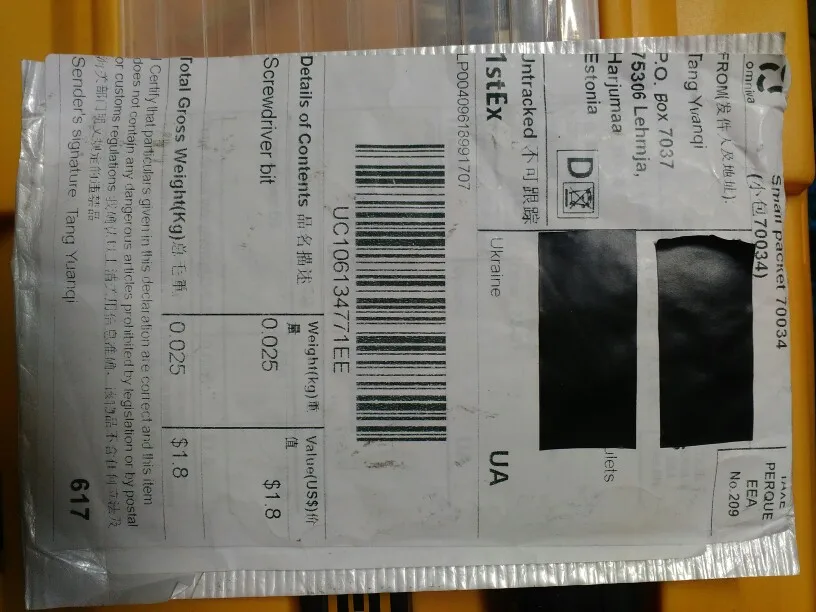 omniva
Small packet 70034
(小包70034)
PERQUE
EEA
No 209
FROM(发件人及地址):
Tang Yuanqi
P.O. Box 7037
75306 Lehmja,
Harjumaa
Estonia
D
Untracked 不可跟踪
1stEx
ulets
Ukraine
UA
LP00409618991707
UC106134771EE
Details of Contents 品名描述
Weight(kg)重量
Value(US$)价值
Screwdriver bit
0.025
$1.8
Total Gross Weight(Kg)总毛重
0.025
$1.8
I Certify that particulars given in this declaration are correct and this item
does not contain any dangerous articles prohibited by legislation or by postal
or customs regulations
Sender's signature Tang Yuanqi
617